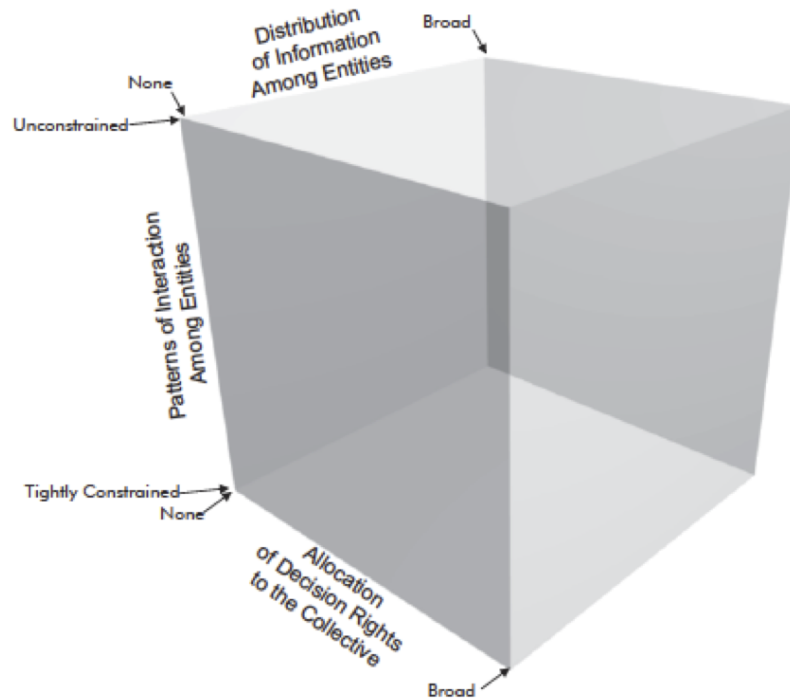 Distribution
of Information
Among Entities
Broad
None
Unconstrained
Patterns of Interaction
Among Entities
Tightly Constrained
None
Allocation
of Decision Rights
to the Collective
Broad